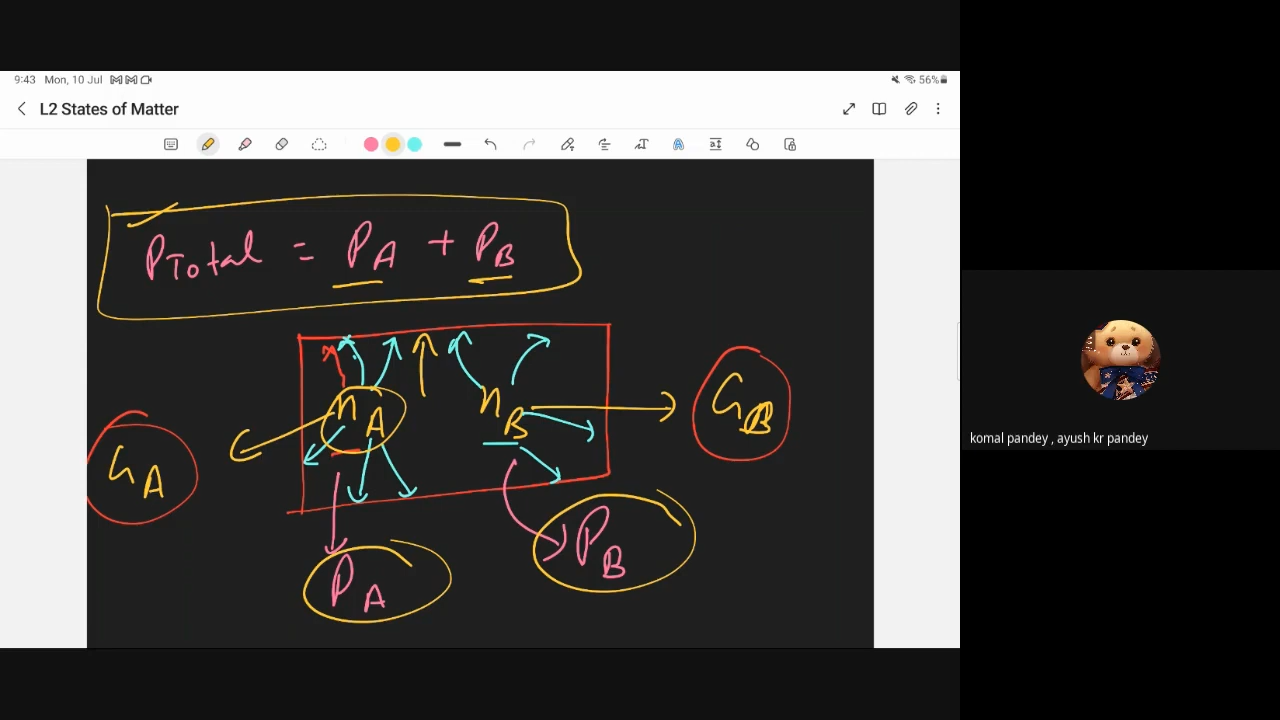 9:43 Mon, 10 Jul 56%
L2 States of Matter
PTotal = PA + PB
nA nB
GA GB
PA PB
komal pandey , ayush kr pandey